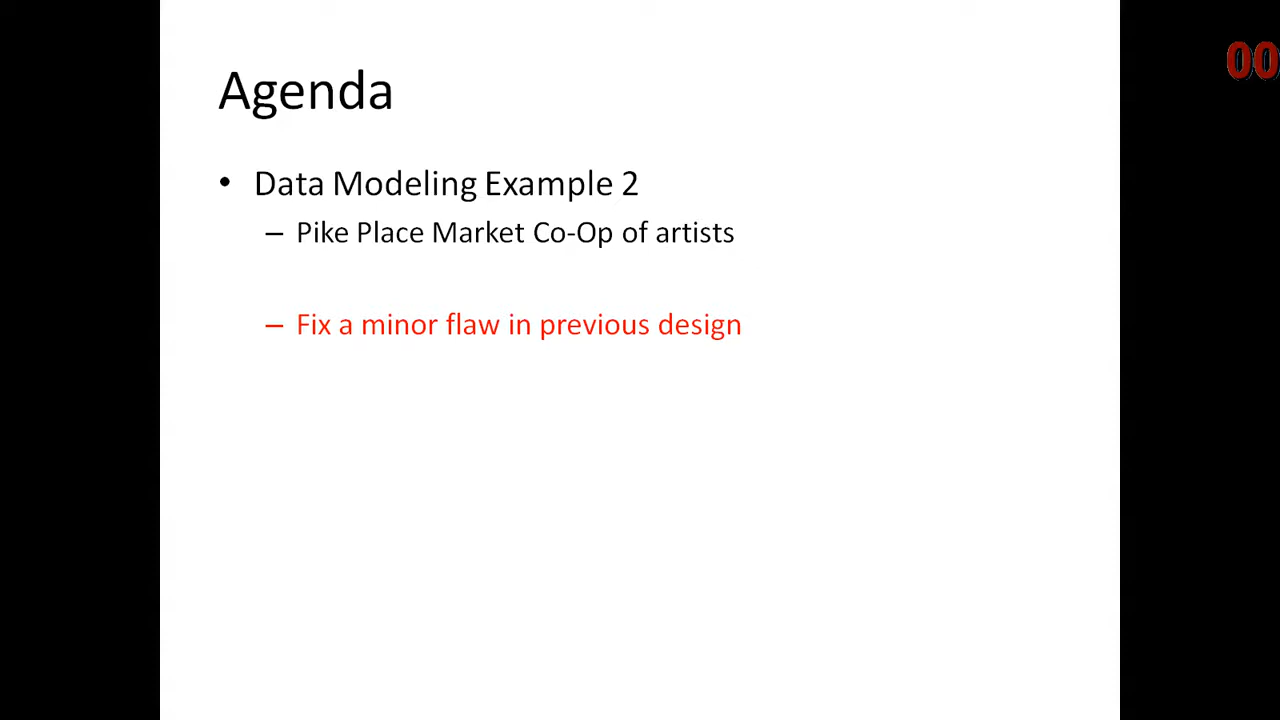 Agenda
• Data Modeling Example 2
– Pike Place Market Co-Op of artists
– Fix a minor flaw in previous design
00